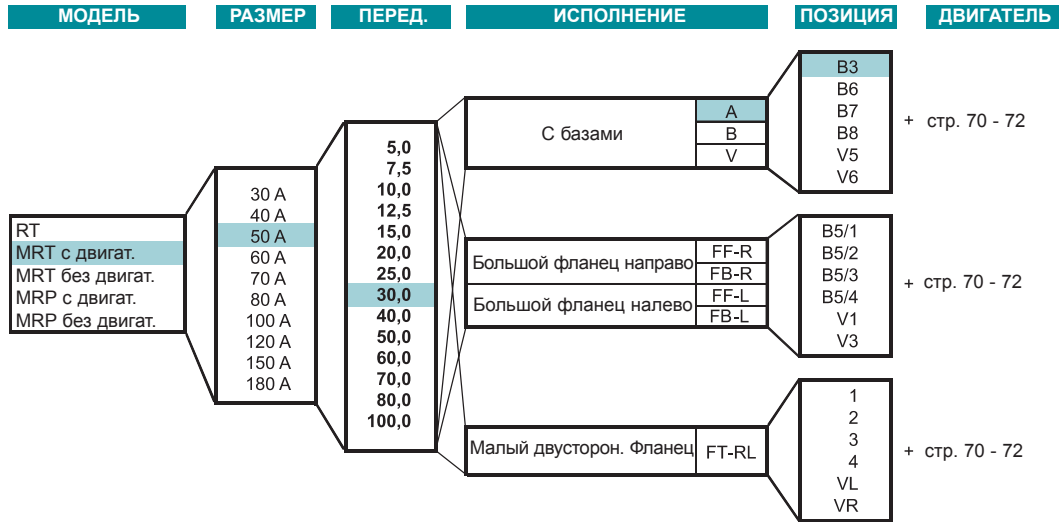 МОДЕЛЬ РАЗМЕР ПЕРЕД. ИСПОЛНЕНИЕ ПОЗИЦИЯ ДВИГАТЕЛЬ
RT
MRT с двигат.
MRT без двигат.
MRP с двигат.
MRP без двигат.
30 A
40 A
50 A
60 A
70 A
80 A
100 A
120 A
150 A
180 A
5,0
7,5
10,0
12,5
15,0
20,0
25,0
30,0
40,0
50,0
60,0
70,0
80,0
100,0
С базами
A
B
V
B3
B6
B7
B8
V5
V6
+ стр. 70 - 72
Большой фланец направо
FF-R
FB-R
Большой фланец налево
FF-L
FB-L
B5/1
B5/2
B5/3
B5/4
V1
V3
+ стр. 70 - 72
Малый двусторон. Фланец
FT-RL
1
2
3
4
VL
VR
+ стр. 70 - 72